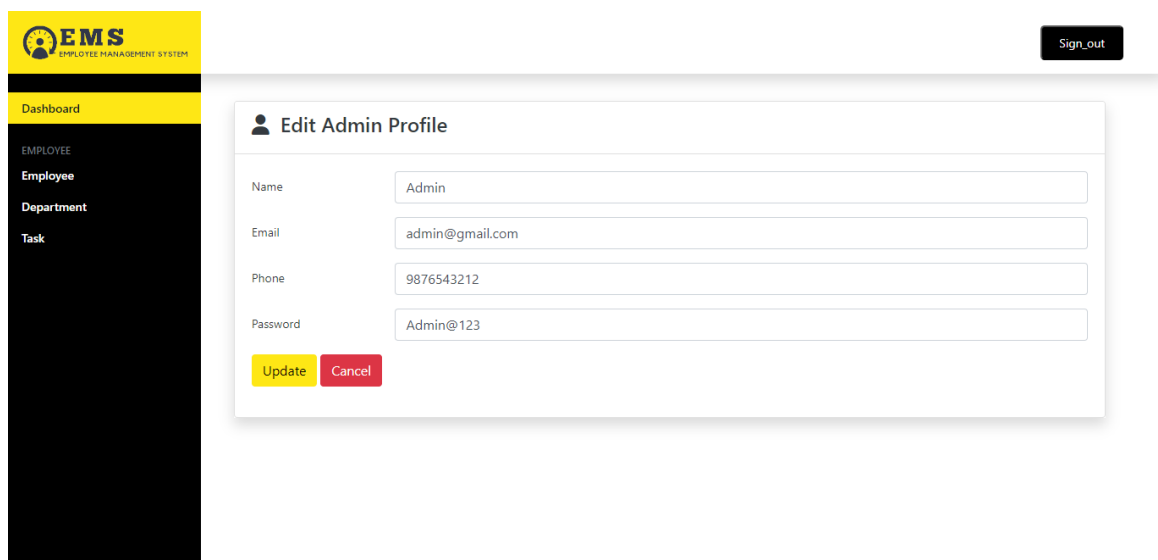 EMS
EMPLOYEE MANAGEMENT SYSTEM
Sign_out
Dashboard
EMPLOYEE
Employee
Department
Task
Edit Admin Profile
Name Admin
Email admin@gmail.com
Phone 9876543212
Password Admin@123
Update Cancel